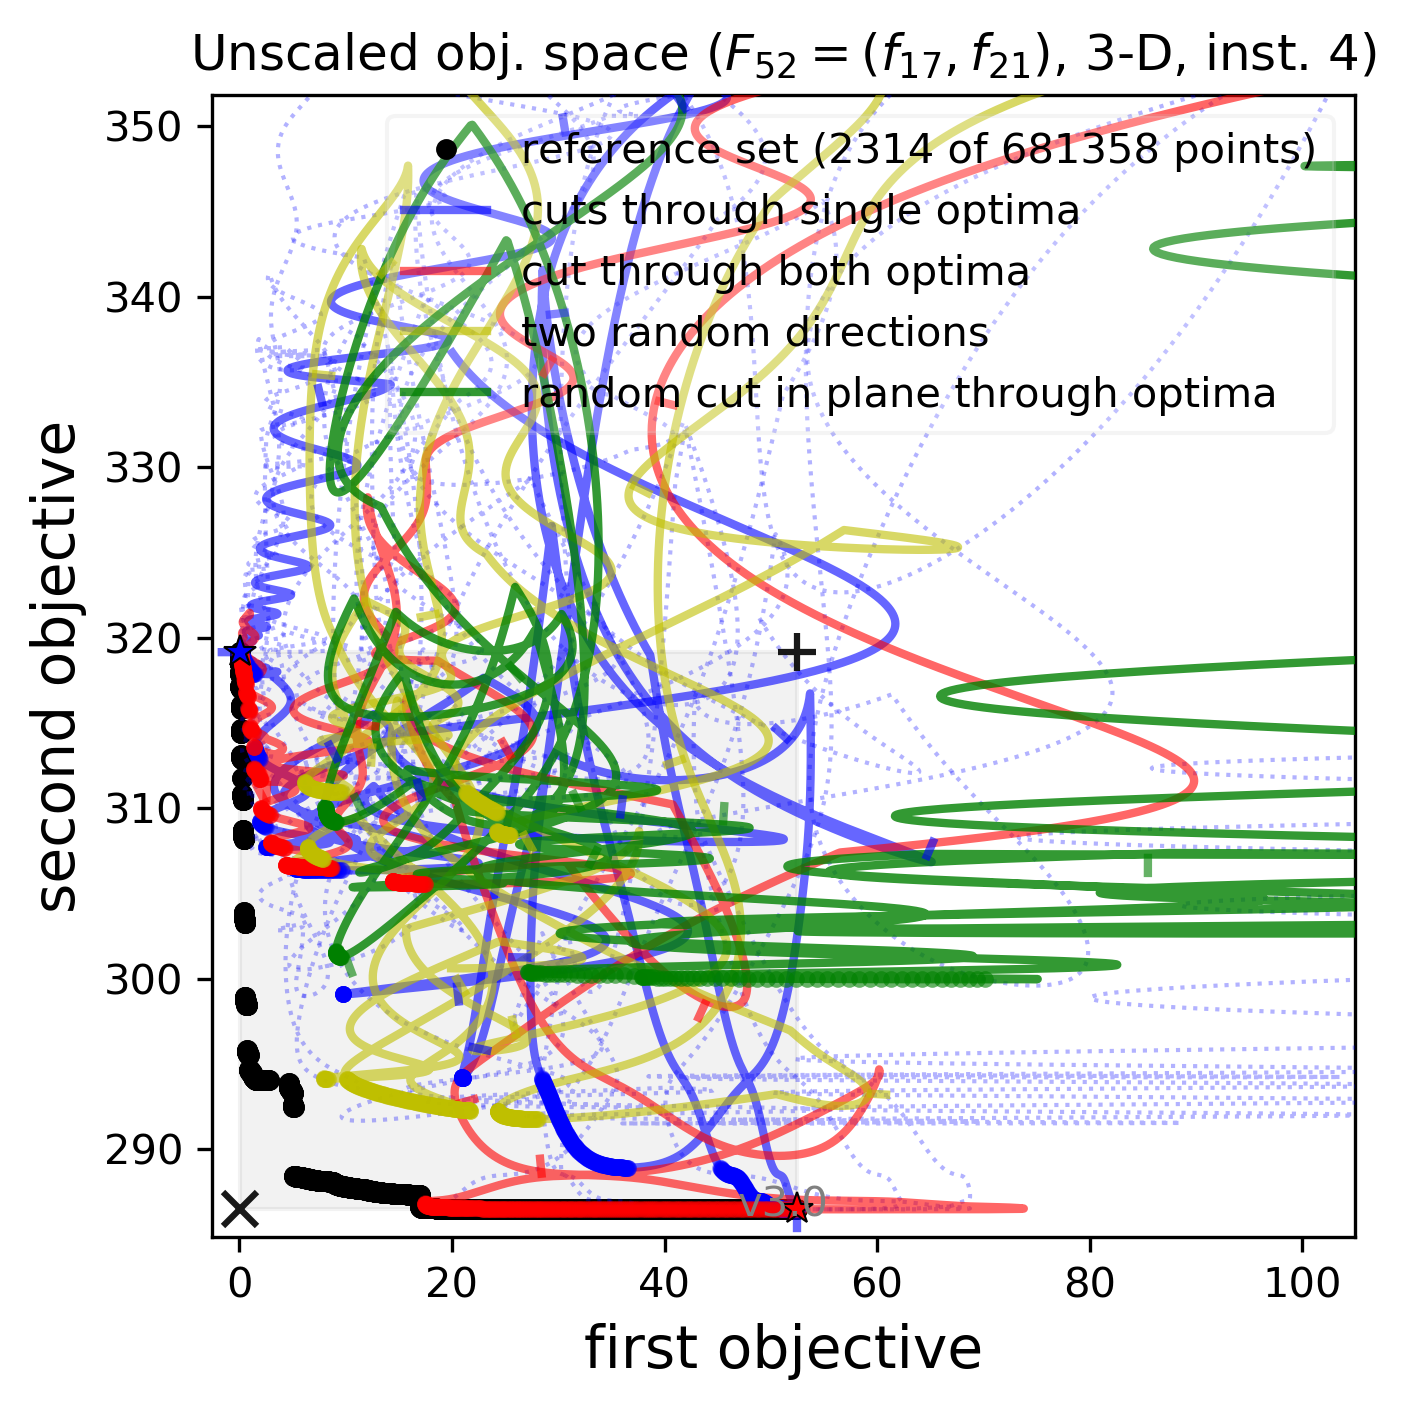 Unscaled obj. space (F₅₂ = (f₁₇, f₂₁), 3-D, inst. 4)
reference set (2314 of 681358 points)
cuts through single optima
cut through both optima
two random directions
random cut in plane through optima
second objective
350
340
330
320
310
300
290
v3.0
0 20 40 60 80 100
first objective